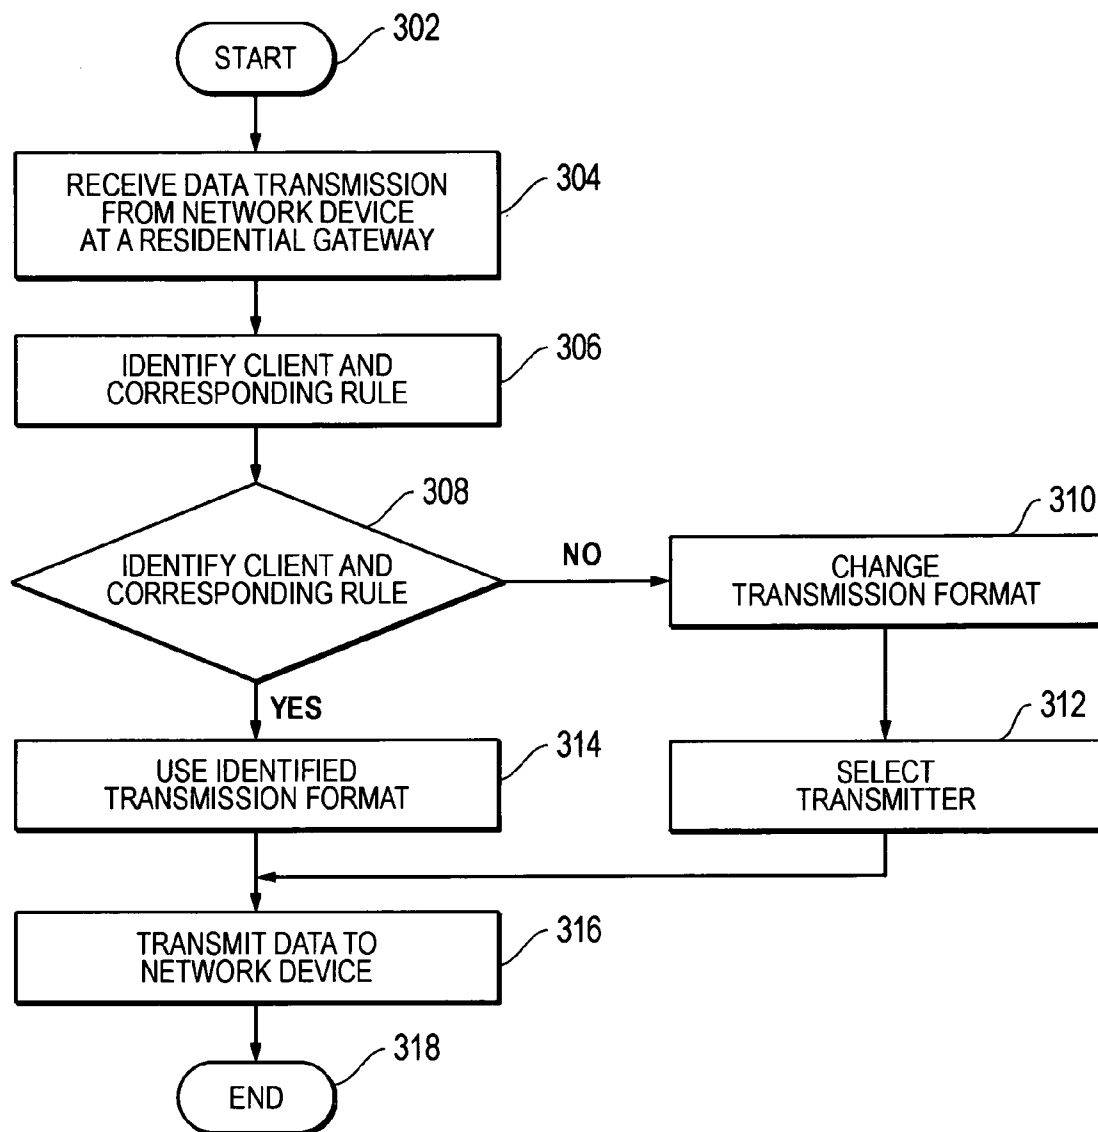 START
302
RECEIVE DATA TRANSMISSION
FROM NETWORK DEVICE
AT A RESIDENTIAL GATEWAY
304
IDENTIFY CLIENT AND
CORRESPONDING RULE
306
IDENTIFY CLIENT AND
CORRESPONDING RULE
308
NO
CHANGE
TRANSMISSION FORMAT
310
YES
SELECT
TRANSMITTER
312
USE IDENTIFIED
TRANSMISSION FORMAT
314
TRANSMIT DATA TO
NETWORK DEVICE
316
END
318